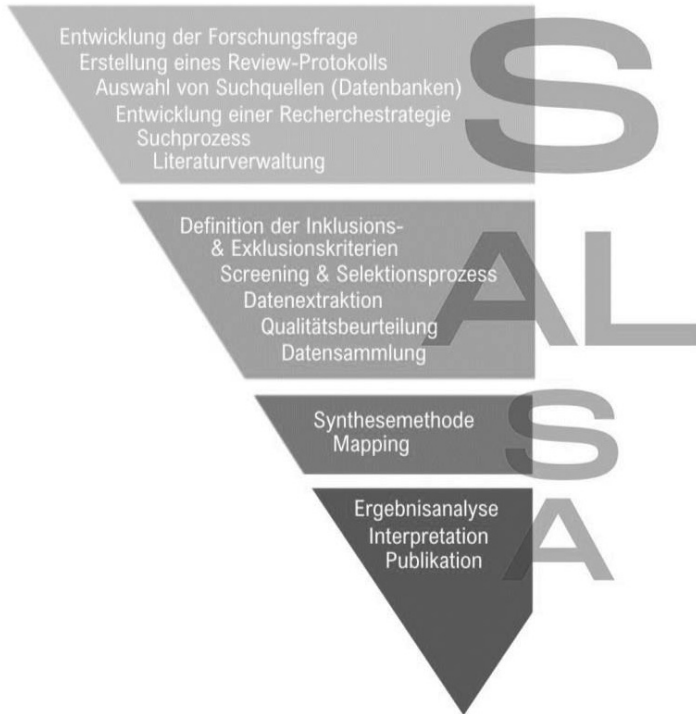 Entwicklung der Forschungsfrage
Erstellung eines Review-Protokolls
Auswahl von Suchquellen (Datenbanken)
Entwicklung einer Recherchestrategie
Suchprozess
Literaturverwaltung
S
Definition der Inklusions-
& Exklusionskriterien
Screening & Selektionsprozess
Datenextraktion
Qualitätsbeurteilung
Datensammlung
AL
Synthesemethode
Mapping
S
Ergebnisanalyse
Interpretation
Publikation
A